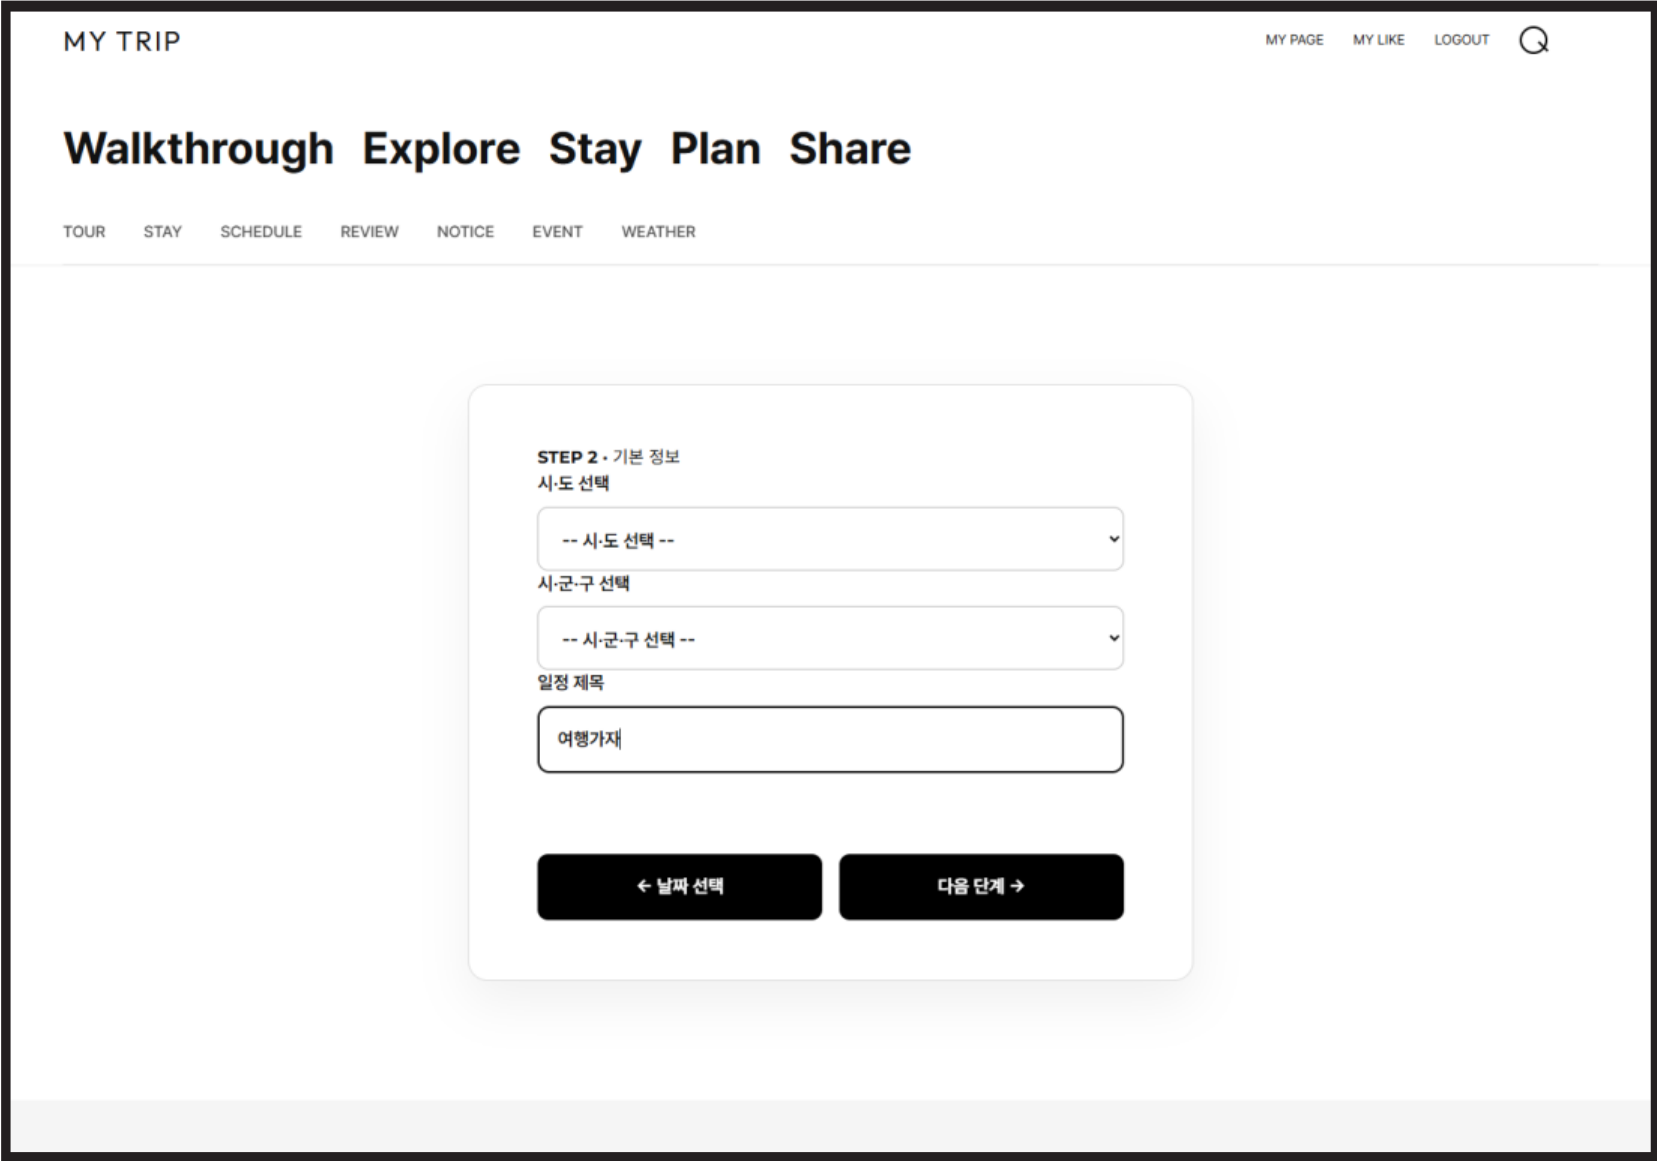 MY TRIP
MY PAGE MY LIKE LOGOUT
Walkthrough Explore Stay Plan Share
TOUR STAY SCHEDULE REVIEW NOTICE EVENT WEATHER
STEP 2 • 기본 정보
시·도 선택
-- 시·도 선택 --
시·군·구 선택
-- 시·군·구 선택 --
일정 제목
여행가자
← 날짜 선택
다음 단계 →